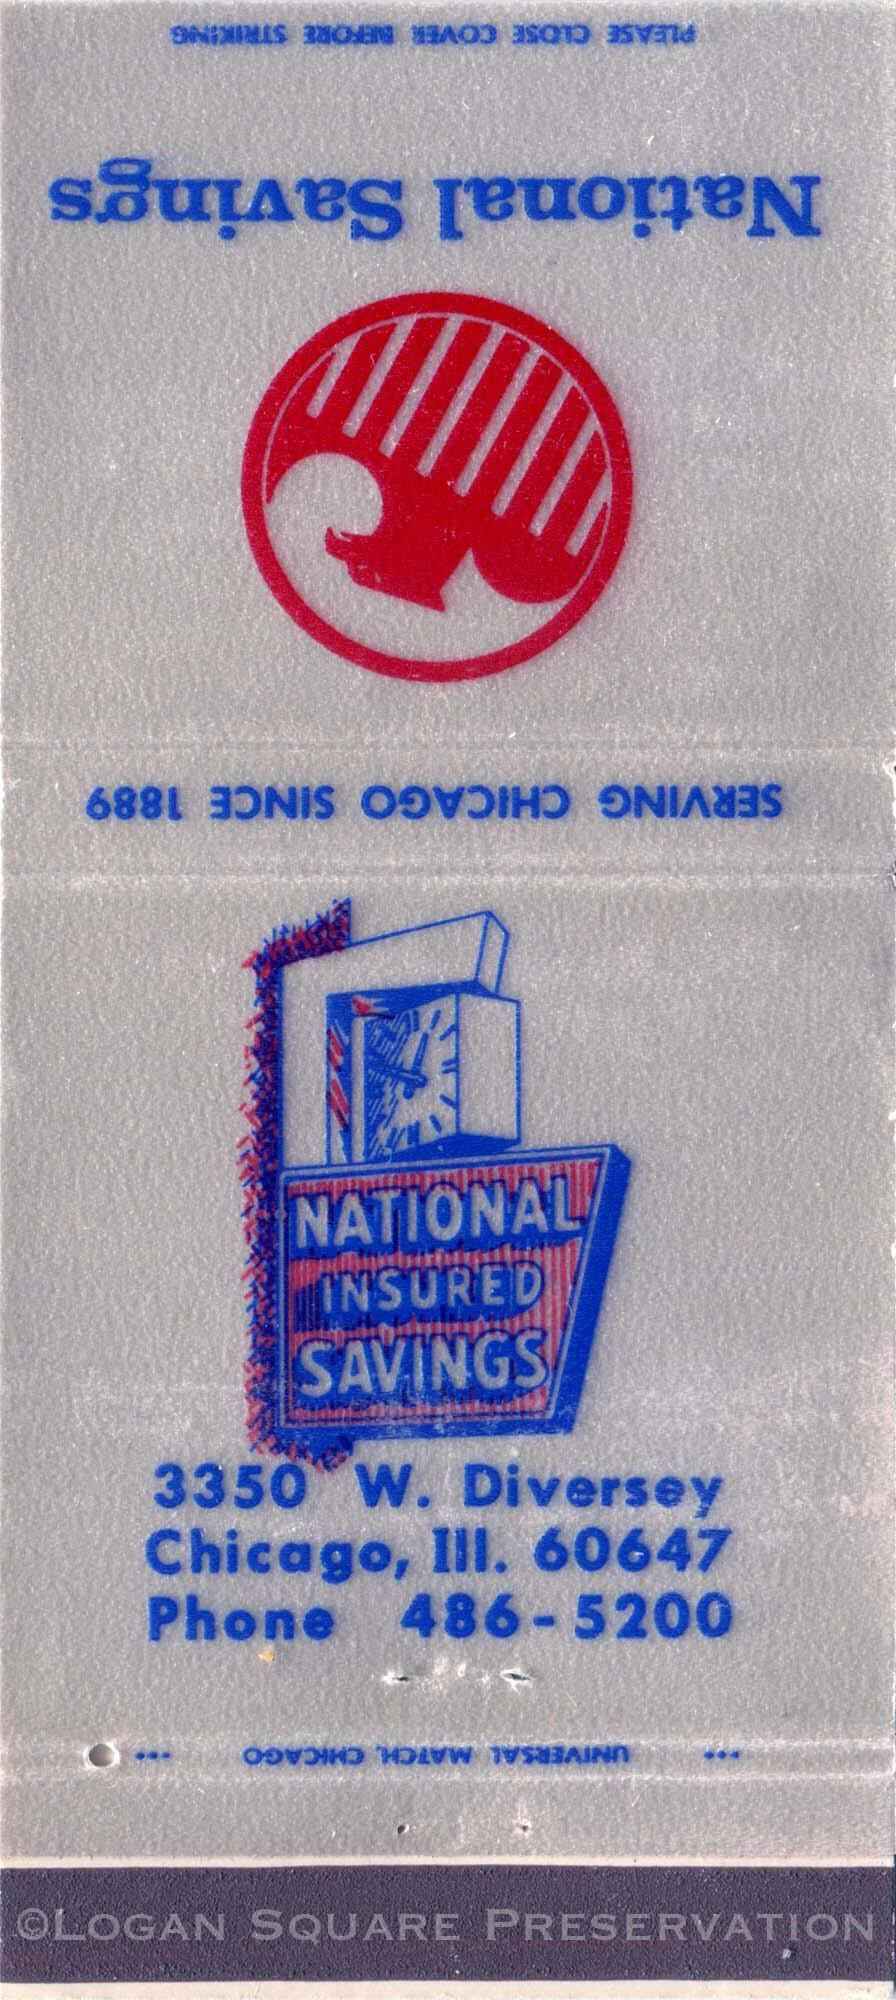 PLEASE CLOSE COVER BEFORE STRIKING
National Savings
SERVING CHICAGO SINCE 1889
NATIONAL
INSURED
SAVINGS
3350 W. Diversey
Chicago, Ill. 60647
Phone 486-5200
••• UNIVERSAL MATCH, CHICAGO •••
©LOGAN SQUARE PRESERVATION